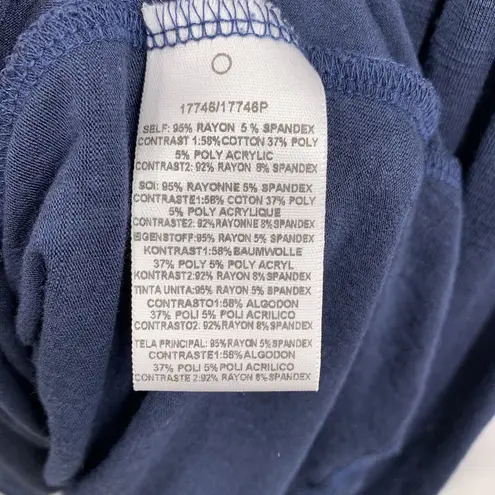 17746/17746P
SELF: 95% RAYON 5 % SPANDEX
CONTRAST 1:58%COTTON 37% POLY
5% POLY ACRYLIC
CONTRAST2: 92% RAYON 8% SPANDEX
SOI: 95% RAYONNE 5% SPANDEX
CONTRASTE1:58% COTON 37% POLY
5% POLY ACRYLIQUE
CONTRASTE2: 92%RAYONNE 8%SPANDEX
EIGENSTOFF:95% RAYON 5% SPANDEX
KONTRAST1:58%BAUMWOLLE
37% POLY 5% POLY ACRYL
KONTRAST2:92% RAYON 8%SPANDEX
TINTA UNITA:95% RAYON 5% SPANDEX
CONTRASTO1:58% ALGODON
37% POLI 5% POLI ACRILICO
CONTRASTO2: 92%RAYON 8%SPANDEX
TELA PRINCIPAL: 95%RAYON 5%SPANDEX
CONTRASTE1:58%ALGODON
37% POLI 5% POLI ACRILICO
CONTRASTE 2:92% RAYON 8%SPANDEX